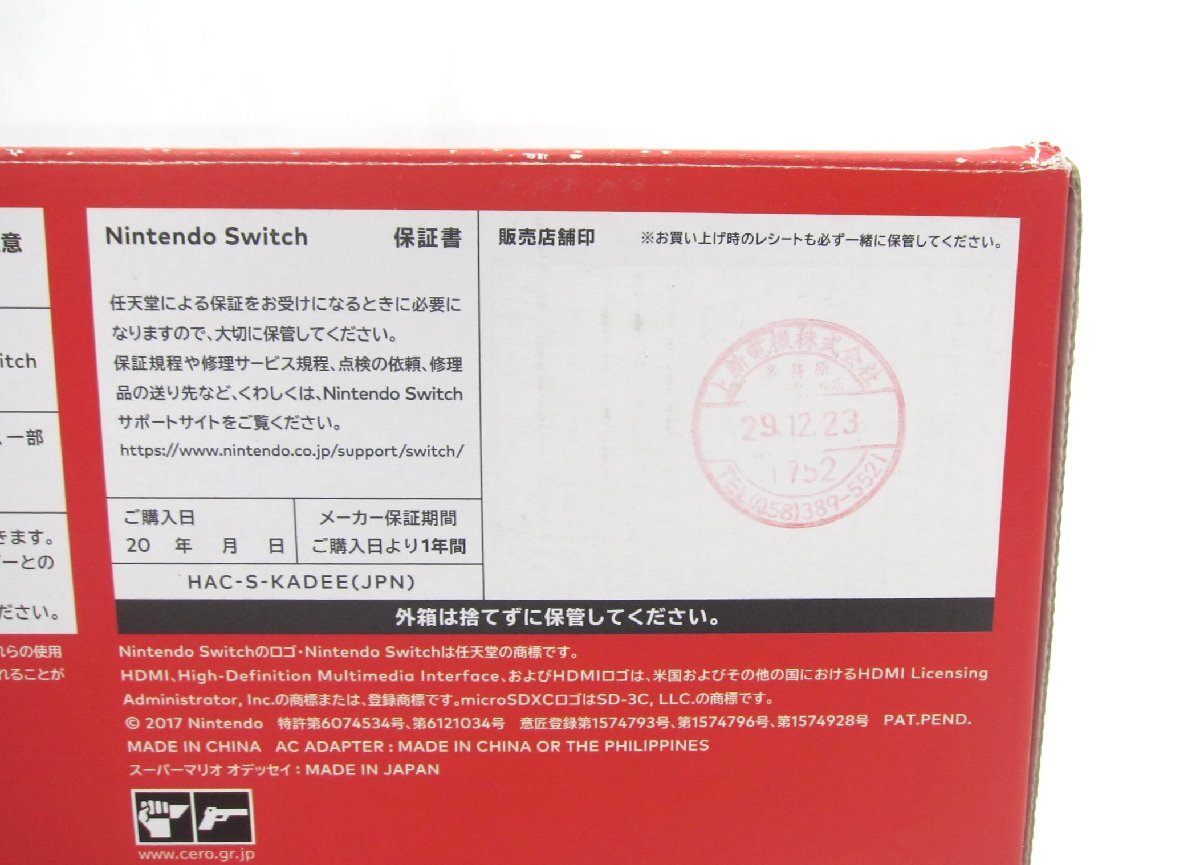 意
itch
、一部
きます。
ーとの
ださい。
らの使用
れることが
Nintendo Switch 保証書
任天堂による保証をお受けになるときに必要に
なりますので、大切に保管してください。
保証規程や修理サービス規程、点検の依頼、修理
品の送り先など、くわしくは、Nintendo Switch
サポートサイトをご覧ください。
https://www.nintendo.co.jp/support/switch/
ご購入日
20 年 月 日
メーカー保証期間
ご購入日より1年間
HAC-S-KADEE(JPN)
販売店舗印 ※お買い上げ時のレシートも必ず一緒に保管してください。
上新電機株式会社
各務原
29.12.23
1752
TEL(058)389-5521
外箱は捨てずに保管してください。
Nintendo Switchのロゴ・Nintendo Switchは任天堂の商標です。
HDMI、High-Definition Multimedia Interface、およびHDMIロゴは、米国およびその他の国におけるHDMI Licensing
Administrator, Inc.の商標または、登録商標です。microSDXCロゴはSD-3C, LLC.の商標です。
© 2017 Nintendo 特許第6074534号、第6121034号 意匠登録第1574793号、第1574796号、第1574928号 PAT.PEND.
MADE IN CHINA AC ADAPTER : MADE IN CHINA OR THE PHILIPPINES
スーパーマリオ オデッセイ : MADE IN JAPAN
www.cero.gr.jp